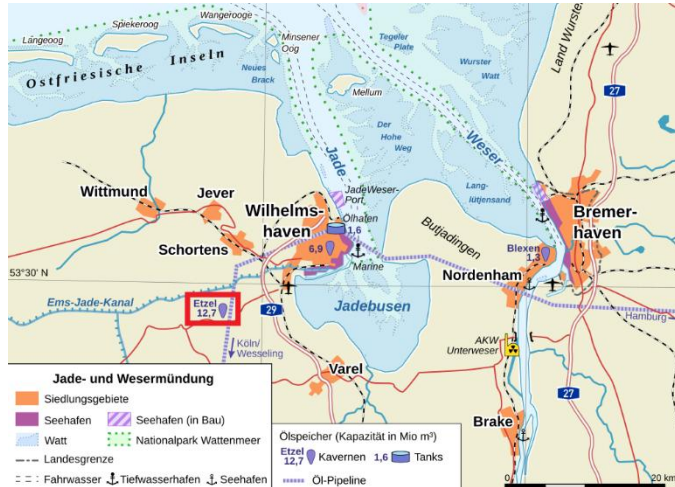 Langeoog
Spiekeroog
Wangerooge
Minsener
Oog
Ostfriesische Inseln
Neues
Brack
Mellum
Tegeler
Plate
Wurster
Watt
Der
Hohe
Weg
Land Wursten
27
Jade
Weser
Lang-
lütjensand
JadeWeser-
Port
Ölhafen
1,6
Wittmund
Jever
Wilhelms-
haven
6,9
Schortens
Marine
Butjadingen
Bremer-
haven
Blexen
1,3
Nordenham
53°30' N
Ems-Jade-Kanal
Etzel
12,7
29
Jadebusen
Hamburg
Köln/
Wesseling
AKW
Unterweser
Varel
27
Brake
Jade- und Wesermündung
Siedlungsgebiete
Seehafen
Seehafen (in Bau)
Watt
Nationalpark Wattenmeer
Landesgrenze
Fahrwasser
Tiefwasserhafen
Seehafen
Ölspeicher (Kapazität in Mio m³)
Etzel
12,7
Kavernen
1,6
Tanks
Öl-Pipeline
0
20 km